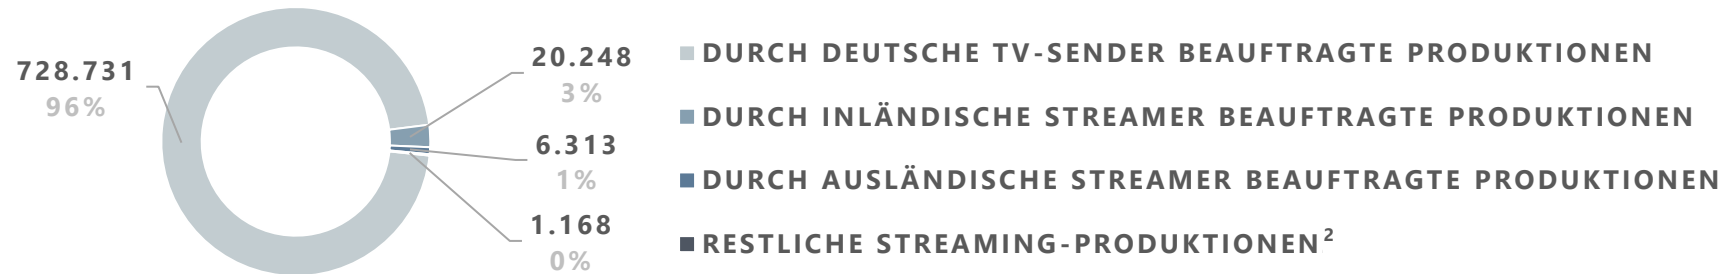 728.731
96%
20.248
3%
6.313
1%
1.168
0%
DURCH DEUTSCHE TV-SENDER BEAUFTRAGTE PRODUKTIONEN
DURCH INLÄNDISCHE STREAMER BEAUFTRAGTE PRODUKTIONEN
DURCH AUSLÄNDISCHE STREAMER BEAUFTRAGTE PRODUKTIONEN
RESTLICHE STREAMING-PRODUKTIONEN²